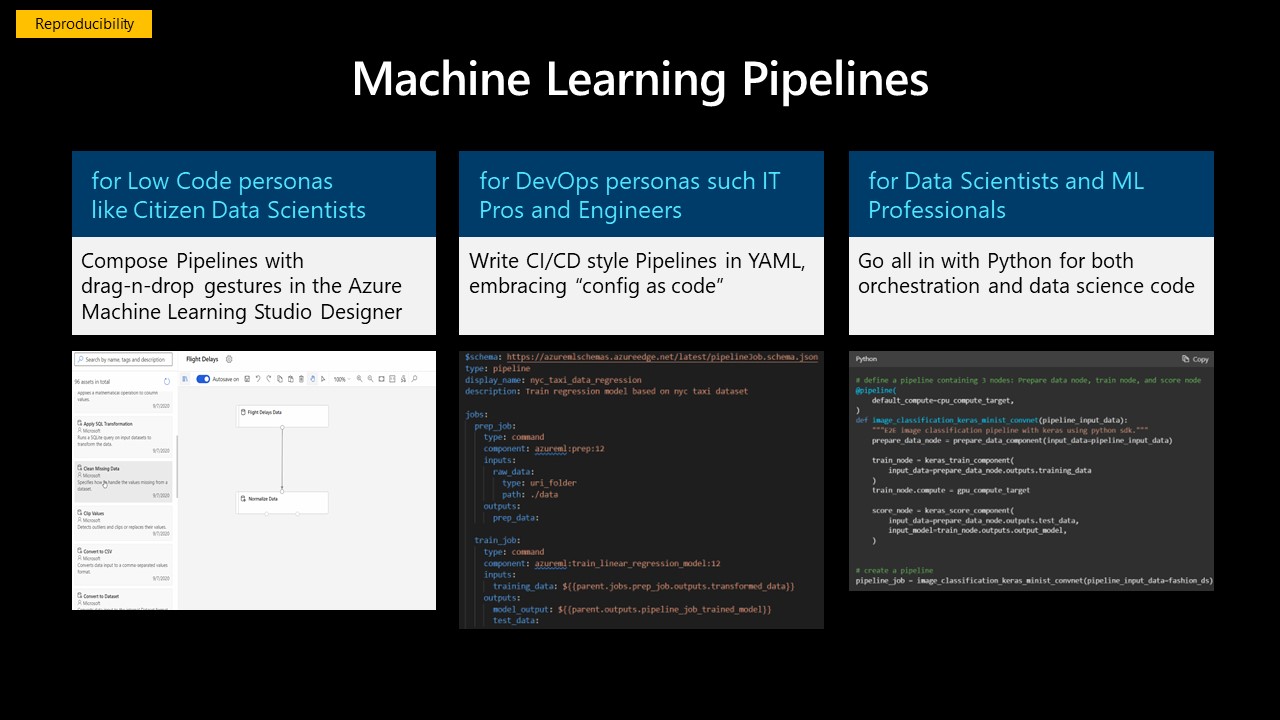 Reproducibility
Machine Learning Pipelines
for Low Code personas
like Citizen Data Scientists
Compose Pipelines with
drag-n-drop gestures in the Azure
Machine Learning Studio Designer
Search by name, tags and description
96 assets in total
Applies a mathematical operation to column
values.
9/7/2020
Apply SQL Transformation
Microsoft
Runs a SQLite query on input datasets to
transform the data.
9/7/2020
Clean Missing Data
Microsoft
Specifies how to handle the values missing from a
dataset.
9/7/2020
Clip Values
Microsoft
Detects outliers and clips or replaces their values.
9/7/2020
Convert to CSV
Microsoft
Converts data input to a comma-separated values
format.
9/7/2020
Convert to Dataset
Microsoft
Flight Delays
Autosave on
100%
Flight Delays Data
Normalize Data
for DevOps personas such IT
Pros and Engineers
Write CI/CD style Pipelines in YAML,
embracing “config as code”
$schema: https://azuremlschemas.azureedge.net/latest/pipelineJob.schema.json
type: pipeline
display_name: nyc_taxi_data_regression
description: Train regression model based on nyc taxi dataset
jobs:
prep_job:
type: command
component: azureml:prep:12
inputs:
raw_data:
type: uri_folder
path: ./data
outputs:
prep_data:
train_job:
type: command
component: azureml:train_linear_regression_model:12
inputs:
training_data: ${{parent.jobs.prep_job.outputs.transformed_data}}
outputs:
model_output: ${{parent.outputs.pipeline_job_trained_model}}
test_data:
for Data Scientists and ML
Professionals
Go all in with Python for both
orchestration and data science code
Python
Copy
# define a pipeline containing 3 nodes: Prepare data node, train node, and score node
@pipeline(
default_compute=cpu_compute_target,
)
def image_classification_keras_minist_convnet(pipeline_input_data):
"""E2E image classification pipeline with keras using python sdk."""
prepare_data_node = prepare_data_component(input_data=pipeline_input_data)
train_node = keras_train_component(
input_data=prepare_data_node.outputs.training_data
)
train_node.compute = gpu_compute_target
score_node = keras_score_component(
input_data=prepare_data_node.outputs.test_data,
input_model=train_node.outputs.output_model,
)
# create a pipeline
pipeline_job = image_classification_keras_minist_convnet(pipeline_input_data=fashion_ds)